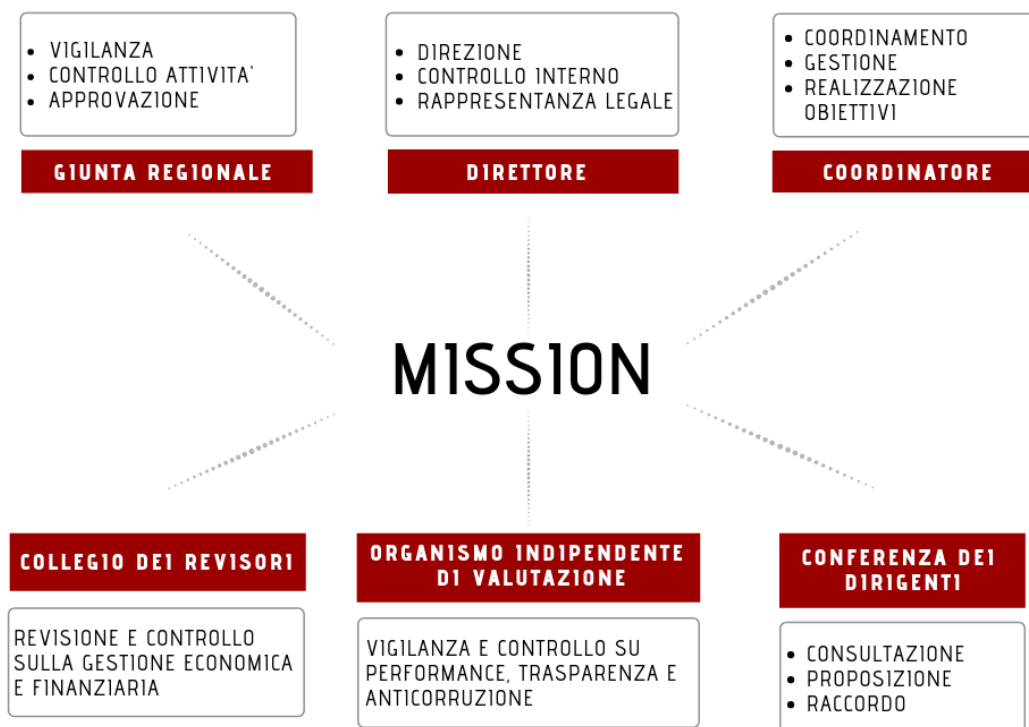 • VIGILANZA
• CONTROLLO ATTIVITA'
• APPROVAZIONE
GIUNTA REGIONALE
• DIREZIONE
• CONTROLLO INTERNO
• RAPPRESENTANZA LEGALE
DIRETTORE
• COORDINAMENTO
• GESTIONE
• REALIZZAZIONE
OBIETTIVI
COORDINATORE
MISSION
COLLEGIO DEI REVISORI
REVISIONE E CONTROLLO
SULLA GESTIONE ECONOMICA
E FINANZIARIA
ORGANISMO INDIPENDENTE
DI VALUTAZIONE
VIGILANZA E CONTROLLO SU
PERFORMANCE, TRASPARENZA E
ANTICORRUZIONE
CONFERENZA DEI
DIRIGENTI
• CONSULTAZIONE
• PROPOSIZIONE
• RACCORDO